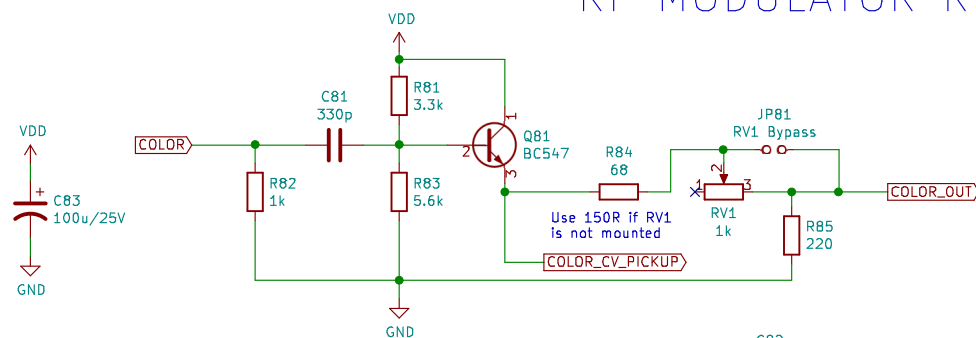 RF MODULATOR R
VDD
R81
3.3k
C81
330p
JP81
RV1 Bypass
VDD
COLOR
1
Q81
BC547
2
3
R84
68
2
1
3
C83
100u/25V
+
R82
1k
R83
5.6k
COLOR_OUT
RV1
1k
Use 150R if RV1
is not mounted
R85
220
COLOR_CV_PICKUP
GND
GND